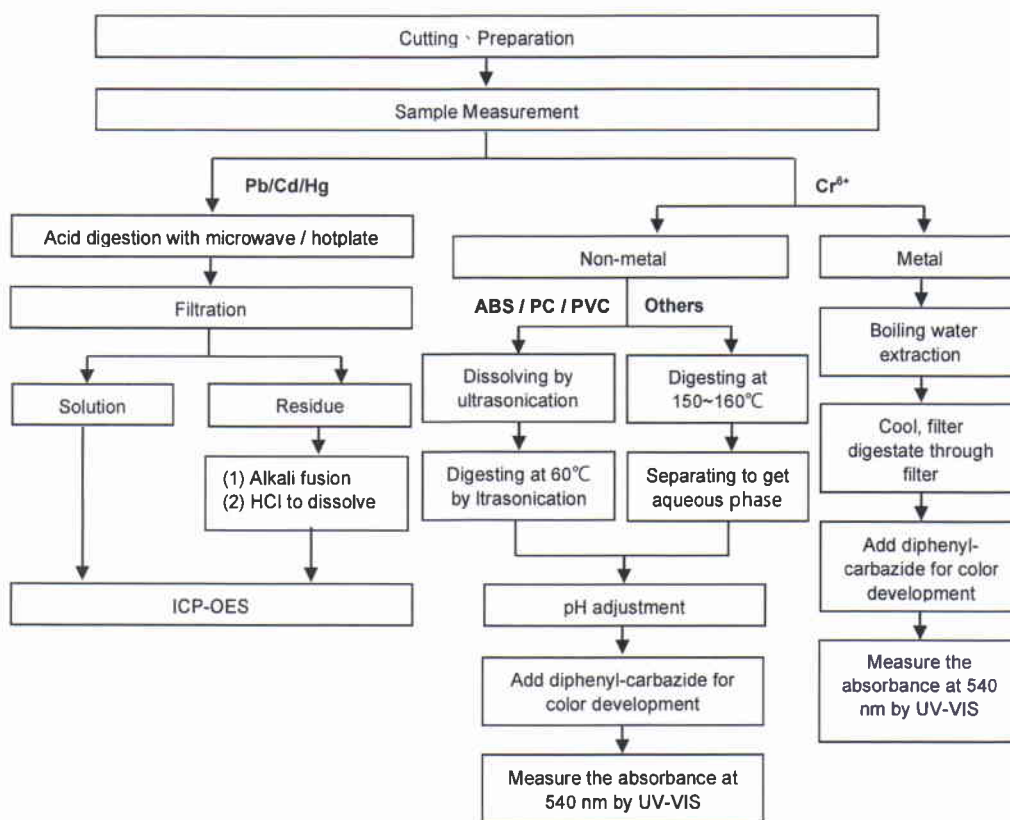 Cutting、Preparation
Sample Measurement
Pb/Cd/Hg
Cr⁶⁺
Acid digestion with microwave / hotplate
Non-metal
Metal
Filtration
ABS / PC / PVC
Others
Boiling water
extraction
Solution
Residue
Dissolving by
ultrasonication
Digesting at
150~160℃
Cool, filter
digestate through
filter
(1) Alkali fusion
(2) HCl to dissolve
Digesting at 60℃
by ltrasonication
Separating to get
aqueous phase
Add diphenyl-
carbazide for color
development
ICP-OES
pH adjustment
Measure the
absorbance at 540
nm by UV-VIS
Add diphenyl-carbazide for
color development
Measure the absorbance at
540 nm by UV-VIS